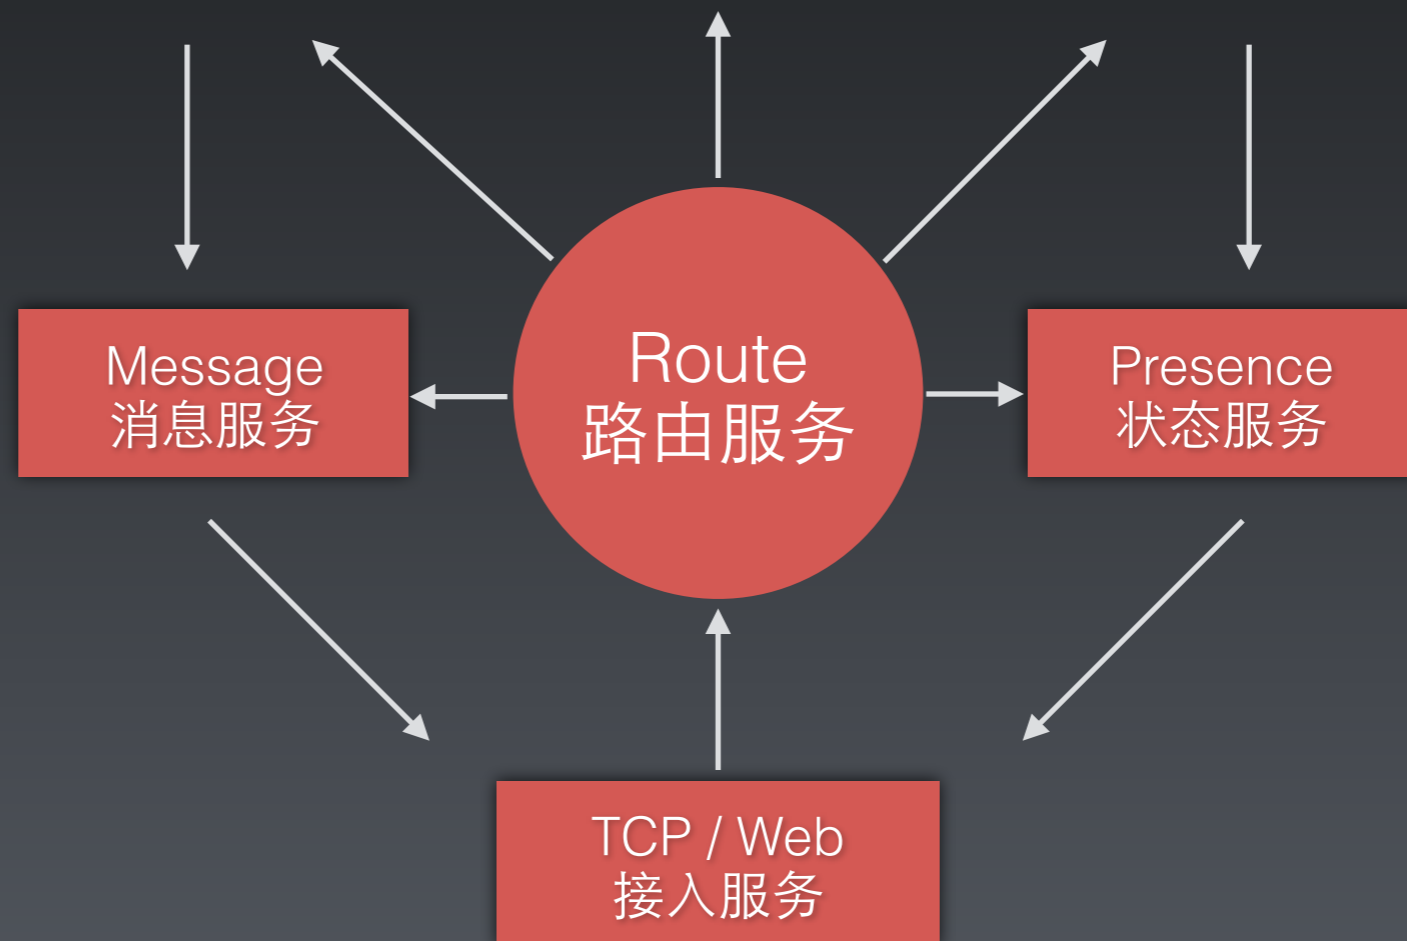 Message
消息服务
Route
路由服务
Presence
状态服务
TCP / Web
接入服务